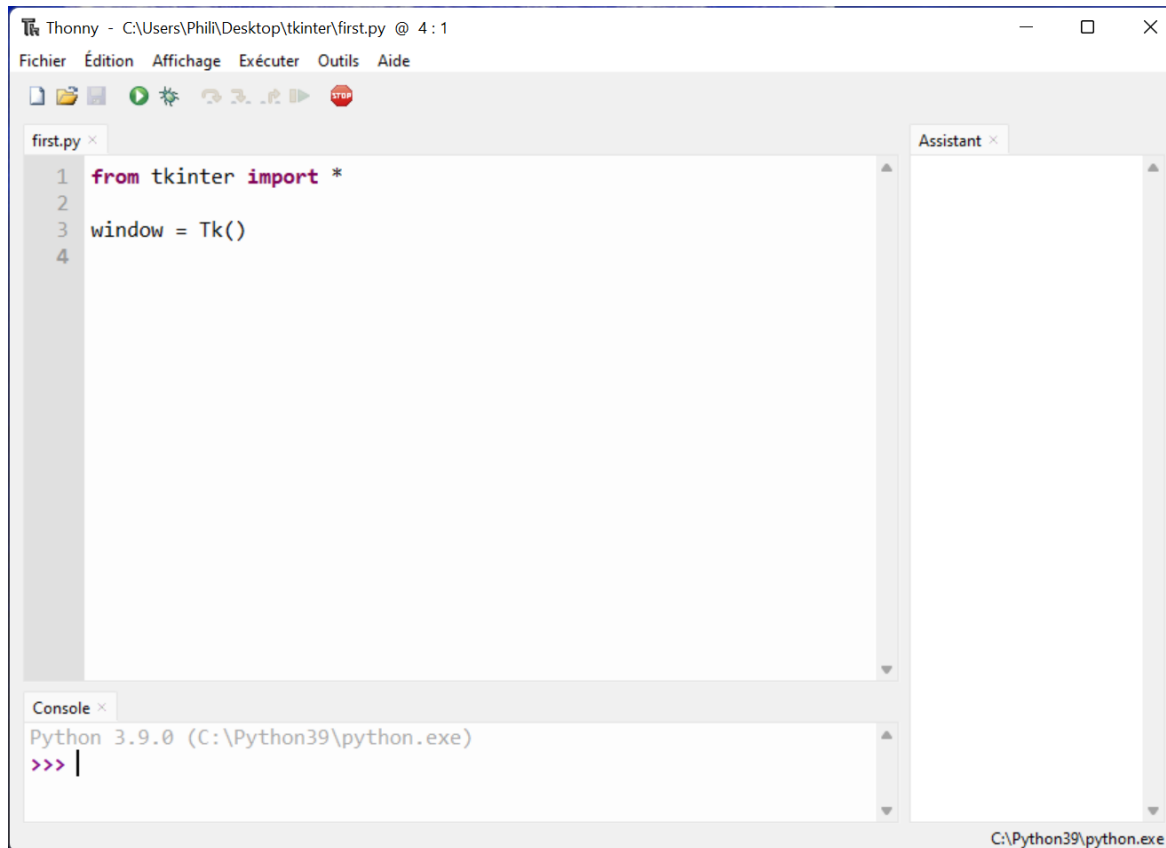 Thonny - C:\Users\Phili\Desktop\tkinter\first.py @ 4 : 1
Fichier Édition Affichage Exécuter Outils Aide
STOP
first.py
Assistant
1 from tkinter import *
2
3 window = Tk()
4
Console
Python 3.9.0 (C:\Python39\python.exe)
>>>
C:\Python39\python.exe